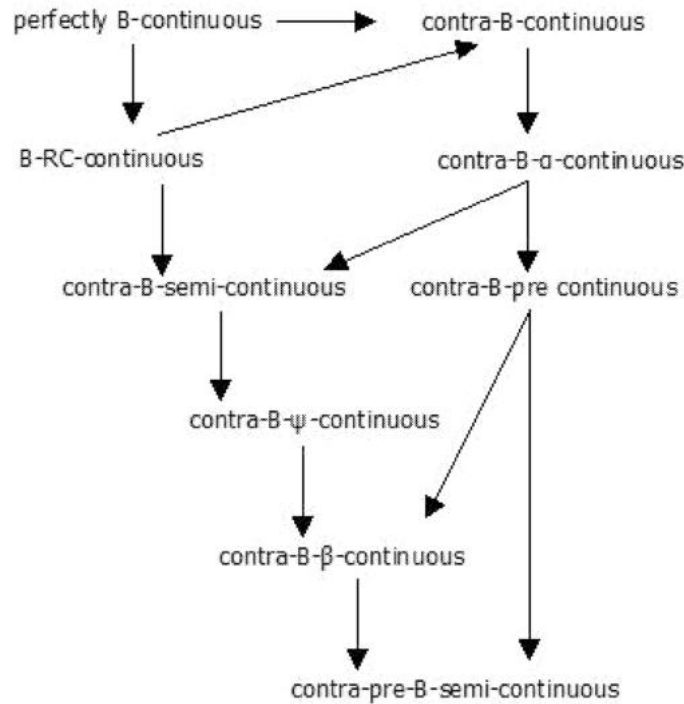 perfectly B-continuous
contra-B-continuous
B-RC-continuous
contra-B-α-continuous
contra-B-semi-continuous
contra-B-pre continuous
contra-B-ψ-continuous
contra-B-β-continuous
contra-pre-B-semi-continuous